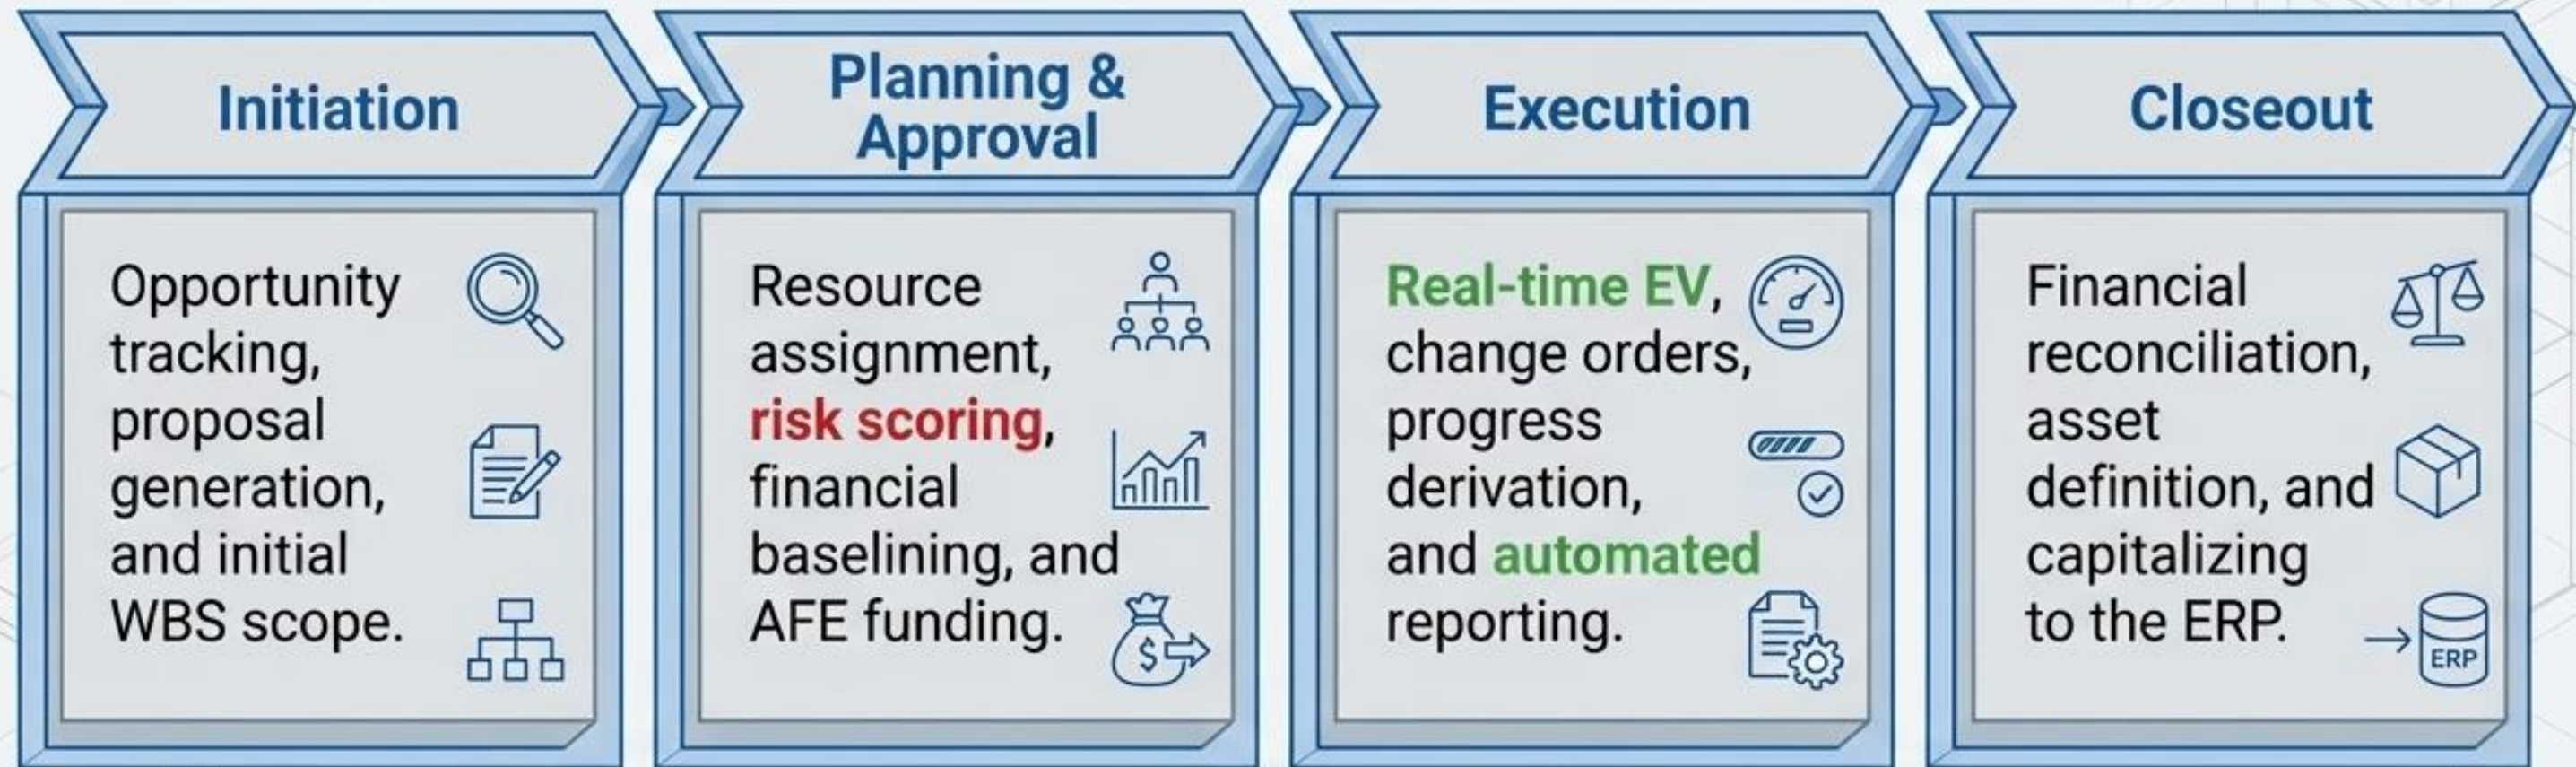 Initiation
Opportunity
tracking,
proposal
generation,
and initial
WBS scope.
Planning &
Approval
Resource
assignment,
risk scoring,
financial
baselining, and
AFE funding.
$
Execution
Real-time EV,
change orders,
progress
derivation,
and automated
reporting.
Closeout
Financial
reconciliation,
asset
definition, and
capitalizing
to the ERP.
ERP